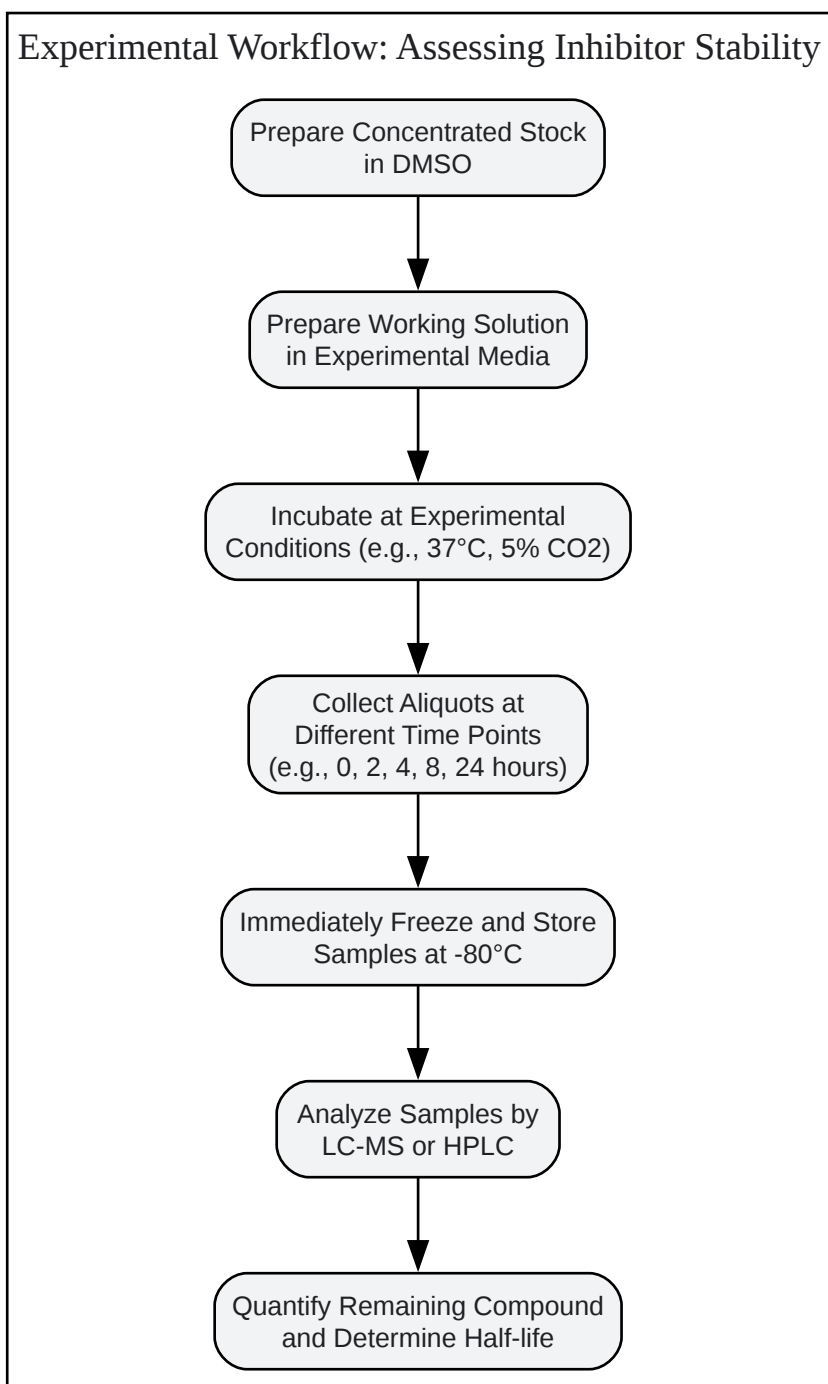 Experimental Workflow: Assessing Inhibitor Stability
Prepare Concentrated Stock
in DMSO
Prepare Working Solution
in Experimental Media
Incubate at Experimental
Conditions (e.g., 37°C, 5% CO2)
Collect Aliquots at
Different Time Points
(e.g., 0, 2, 4, 8, 24 hours)
Immediately Freeze and Store
Samples at -80°C
Analyze Samples by
LC-MS or HPLC
Quantify Remaining Compound
and Determine Half-life